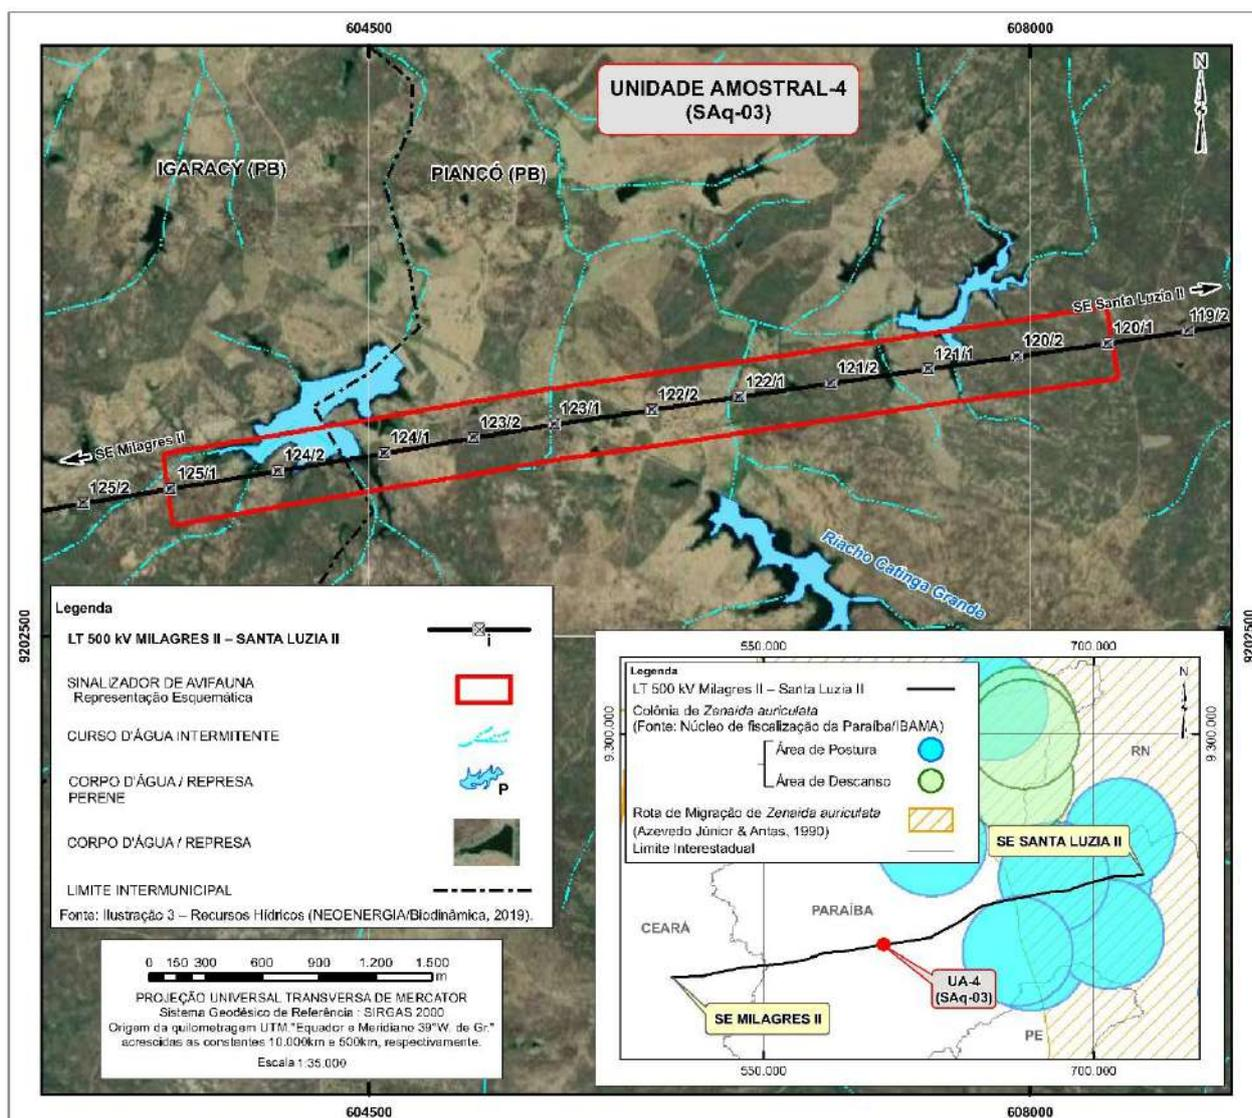 604500
608000
UNIDADE AMOSTRAL-4
(SAq-03)
N
IGARACY (PB)
PIANCÓ (PB)
SE Santa Luzia II
119/2
120/1
120/2
121/1
121/2
122/1
122/2
123/1
123/2
124/1
124/2
125/1
125/2
SE Milagres II
Riacho Catinga Grande
9202500
9202500
Legenda
LT 500 kV MILAGRES II – SANTA LUZIA II
i
SINALIZADOR DE AVIFAUNA
Representação Esquemática
CURSO D'ÁGUA INTERMITENTE
CORPO D'ÁGUA / REPRESA
PERENE
P
CORPO D'ÁGUA / REPRESA
LIMITE INTERMUNICIPAL
Fonte: Ilustração 3 – Recursos Hídricos (NEOENERGIA/Biodinâmica, 2019).
0 150 300 600 900 1.200 1.500
m
PROJEÇÃO UNIVERSAL TRANSVERSA DE MERCATOR
Sistema Geodésico de Referência : SIRGAS 2000
Origem da quilometragem UTM."Equador e Meridiano 39°W. de Gr."
acrescidas as constantes 10.000km e 500km, respectivamente.
Escala 1:35.000
550.000
700.000
Legenda
LT 500 kV Milagres II – Santa Luzia II
Colônia de Zenaida auriculata
(Fonte: Núcleo de fiscalização da Paraíba/IBAMA)
Área de Postura
Área de Descanso
Rota de Migração de Zenaida auriculata
(Azevedo Júnior & Antas, 1990)
Limite Interestadual
N
9.300.000
9.300.000
RN
SE SANTA LUZIA II
PARAÍBA
CEARÁ
UA-4
(SAq-03)
SE MILAGRES II
PE
550.000
700.000
604500
608000